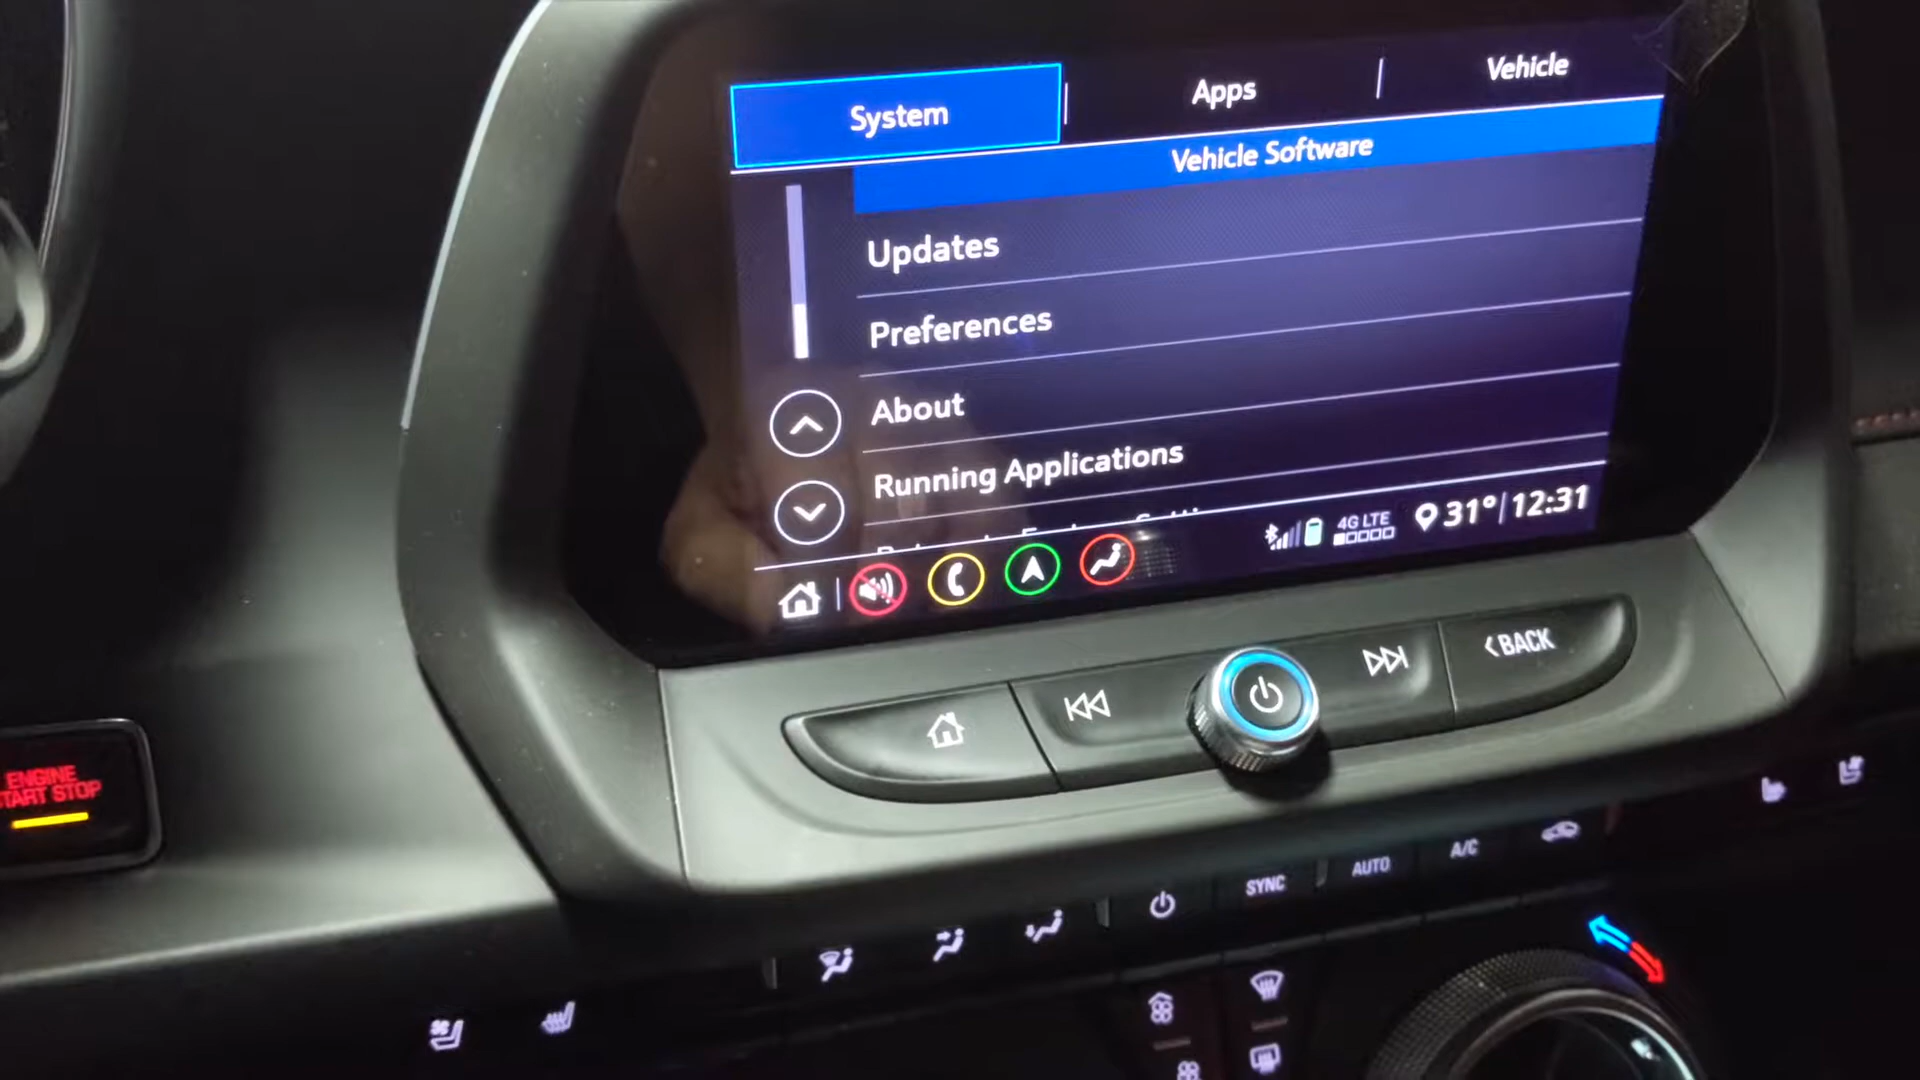 System
Apps
Vehicle
Vehicle Software
Updates
Preferences
About
Running Applications
4G LTE
31° 12:31
BACK
ENGINE
START STOP
SYNC
AUTO
A/C